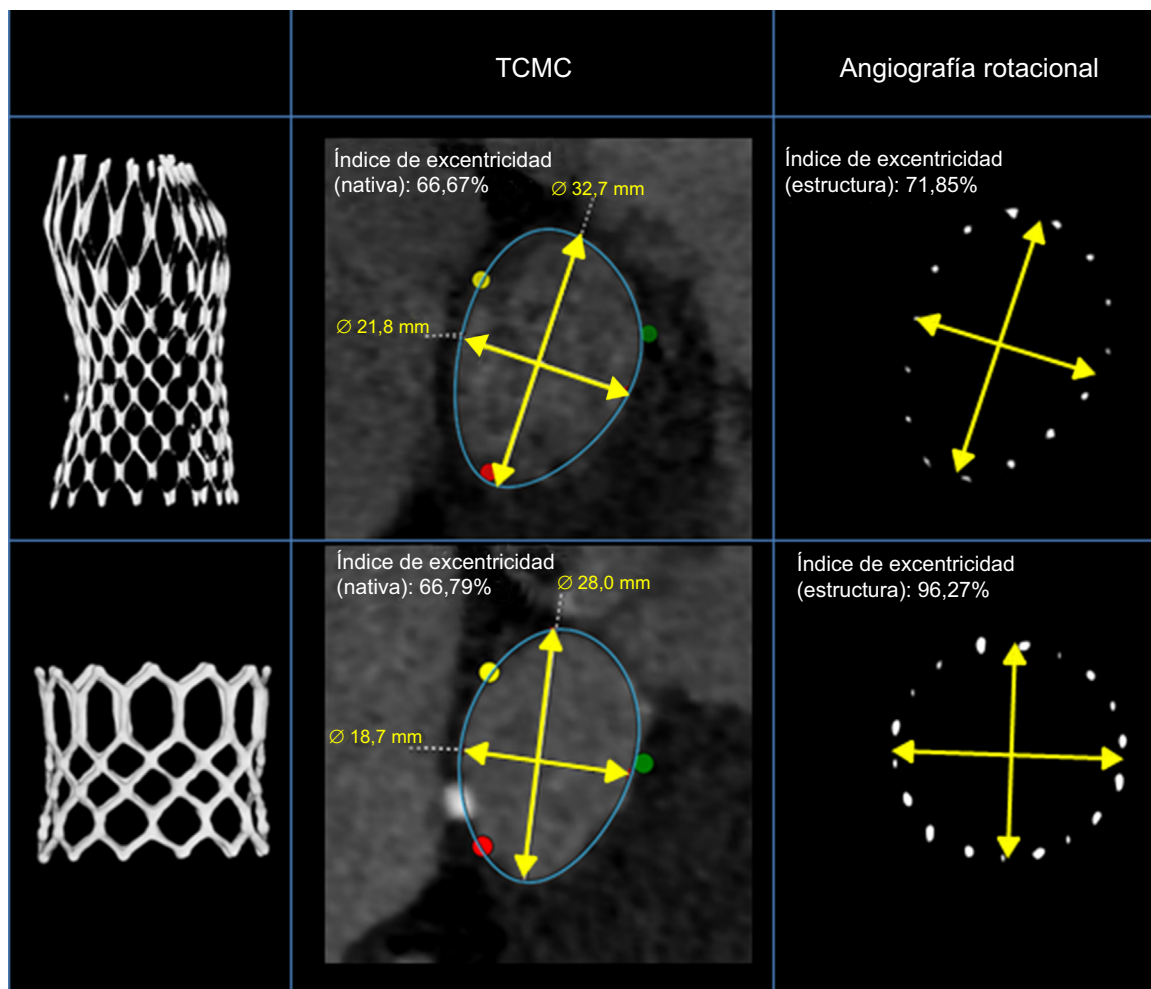 TCMC
Angiografía rotacional
Índice de excentricidad
(nativa): 66,67%
∅ 32,7 mm
∅ 21,8 mm
Índice de excentricidad
(estructura): 71,85%
Índice de excentricidad
(nativa): 66,79%
∅ 28,0 mm
∅ 18,7 mm
Índice de excentricidad
(estructura): 96,27%